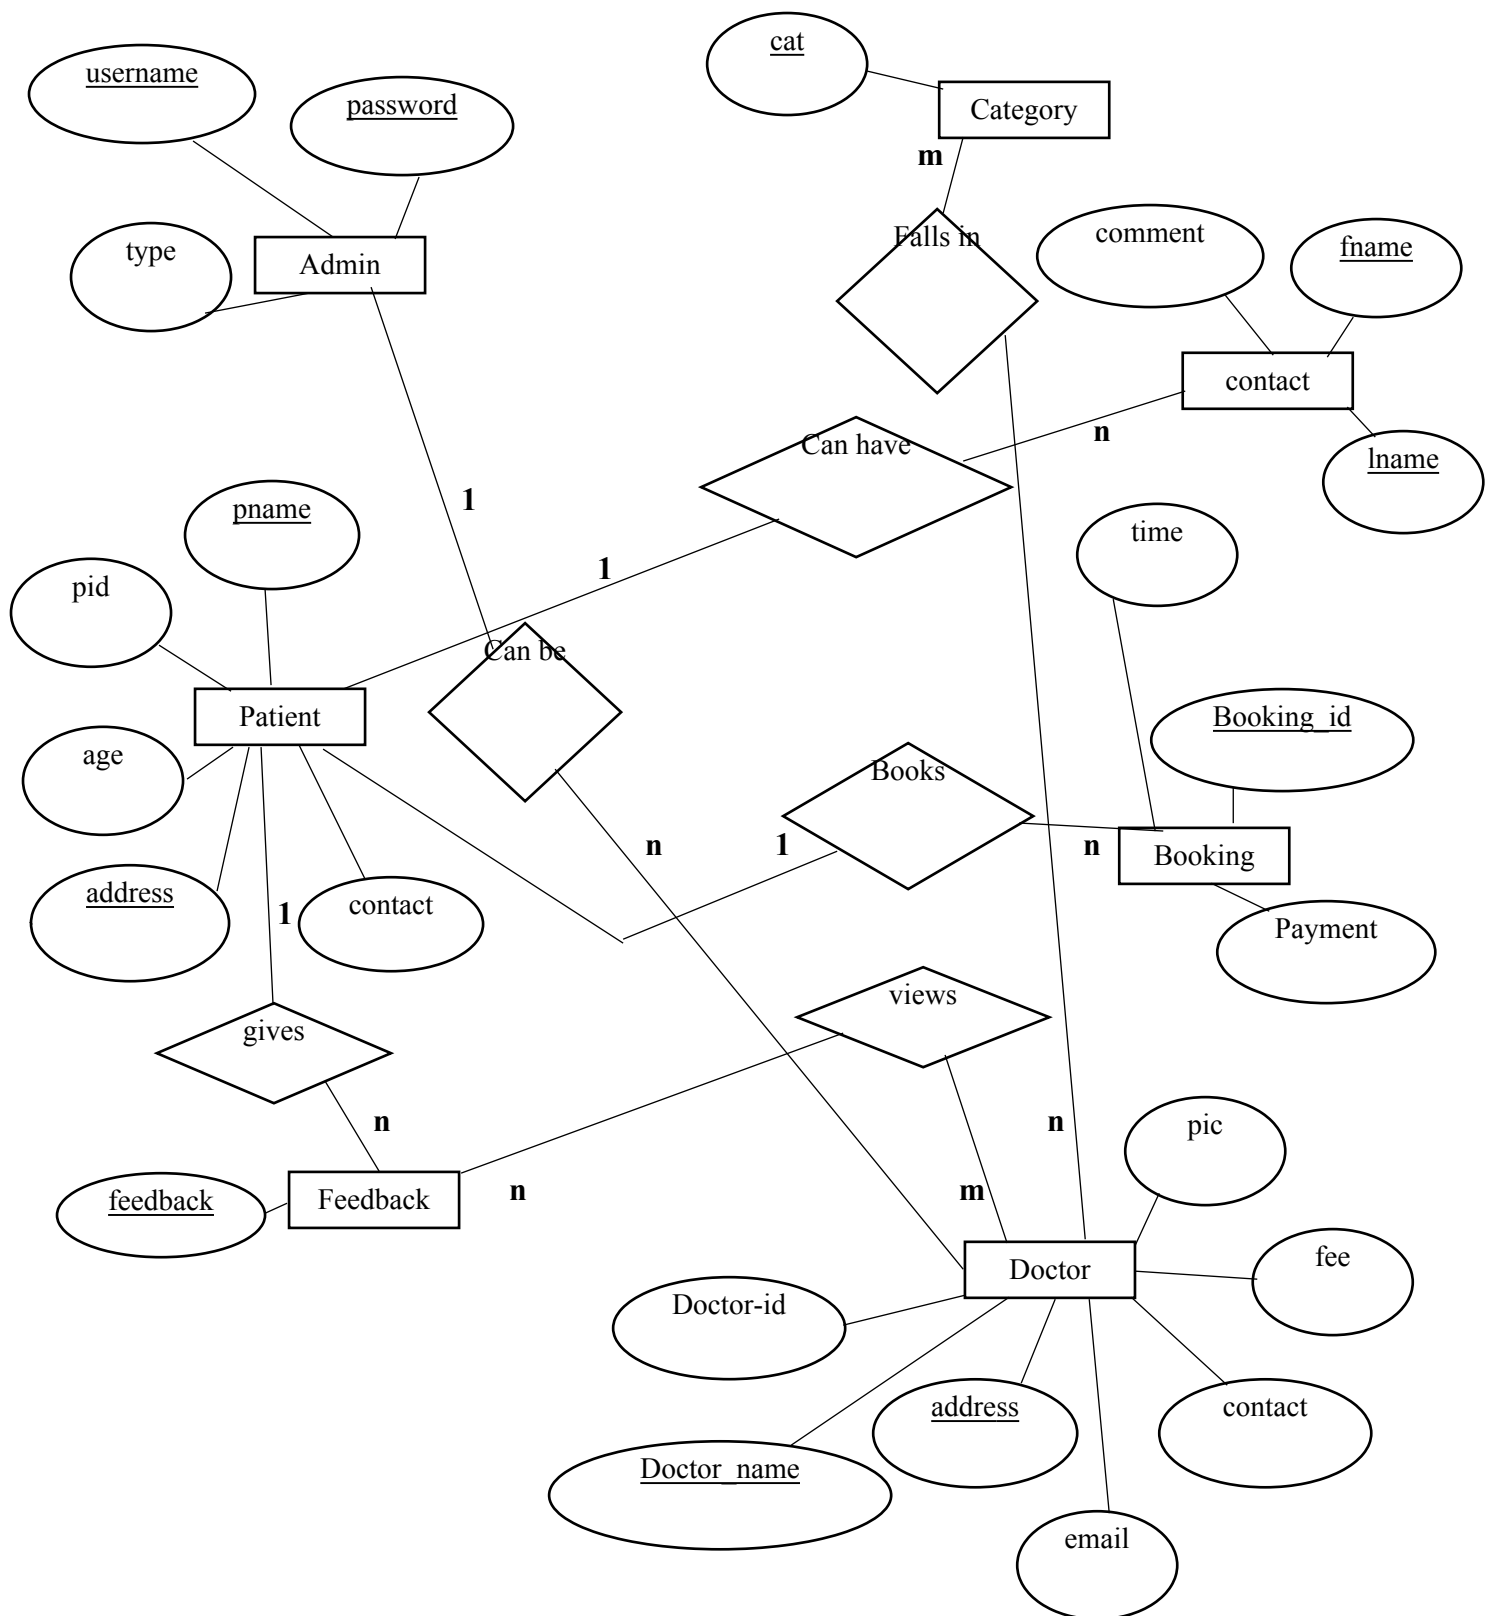 cat
username
password
Category
m
Falls in
comment
fname
type
Admin
contact
Can have
n
lname
1
pname
time
1
pid
Can be
Patient
Booking_id
age
Books
n
1
n
Booking
address
contact
1
Payment
views
gives
n
n
pic
n
m
feedback
Feedback
fee
Doctor
Doctor-id
address
contact
Doctor_name
email